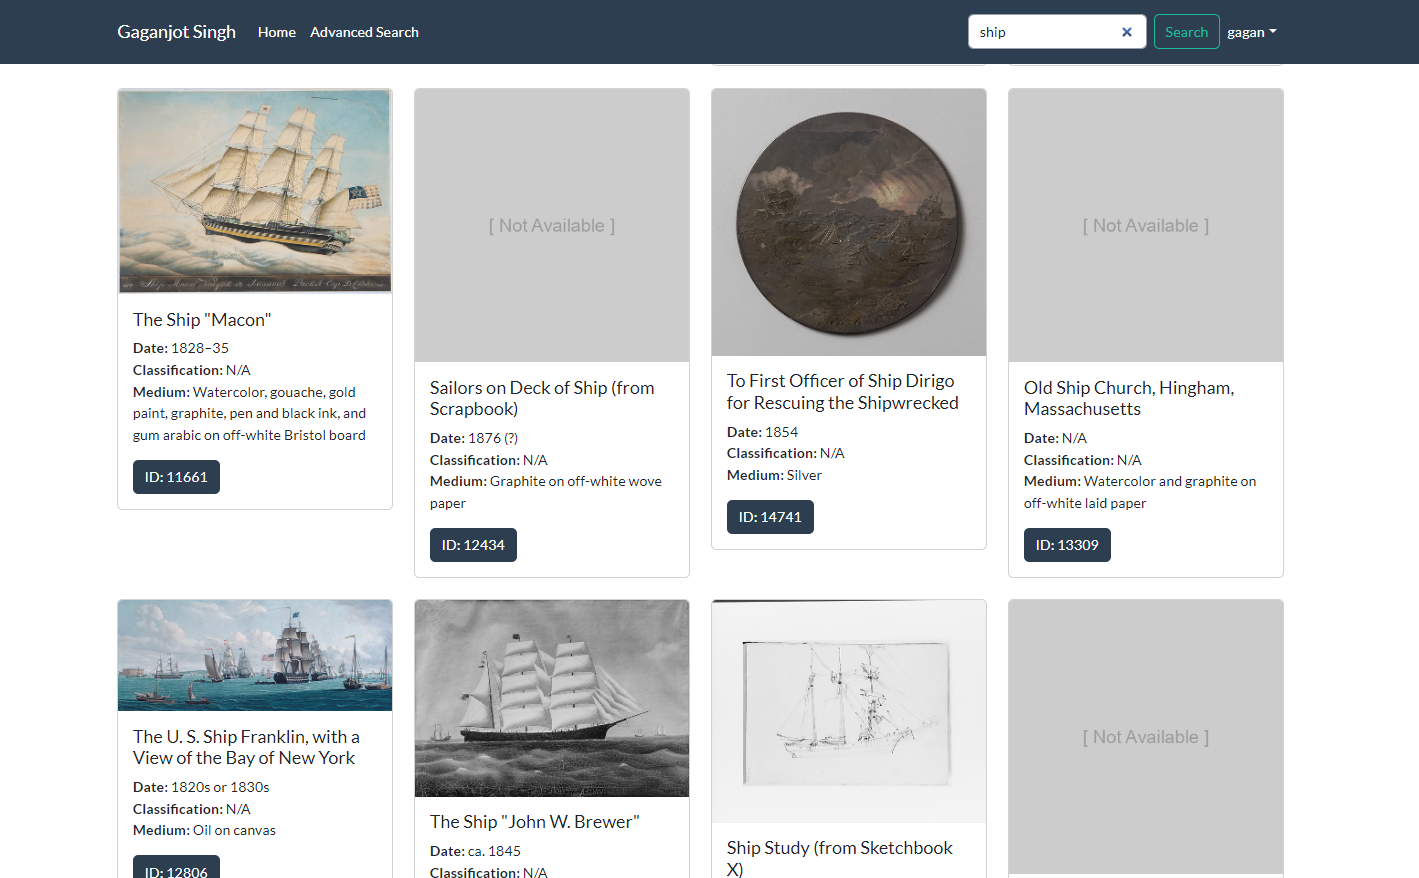 Gaganjot Singh Home Advanced Search ship Search gagan
[ Not Available ]
[ Not Available ]
The Ship "Macon"
Date: 1828–35
Classification: N/A
Medium: Watercolor, gouache, gold
paint, graphite, pen and black ink, and
gum arabic on off-white Bristol board
ID: 11661
Sailors on Deck of Ship (from
Scrapbook)
Date: 1876 (?)
Classification: N/A
Medium: Graphite on off-white wove
paper
ID: 12434
To First Officer of Ship Dirigo
for Rescuing the Shipwrecked
Date: 1854
Classification: N/A
Medium: Silver
ID: 14741
Old Ship Church, Hingham,
Massachusetts
Date: N/A
Classification: N/A
Medium: Watercolor and graphite on
off-white laid paper
ID: 13309
The U. S. Ship Franklin, with a
View of the Bay of New York
Date: 1820s or 1830s
Classification: N/A
Medium: Oil on canvas
ID: 12806
The Ship "John W. Brewer"
Date: ca. 1845
Classification: N/A
Ship Study (from Sketchbook
X)
[ Not Available ]